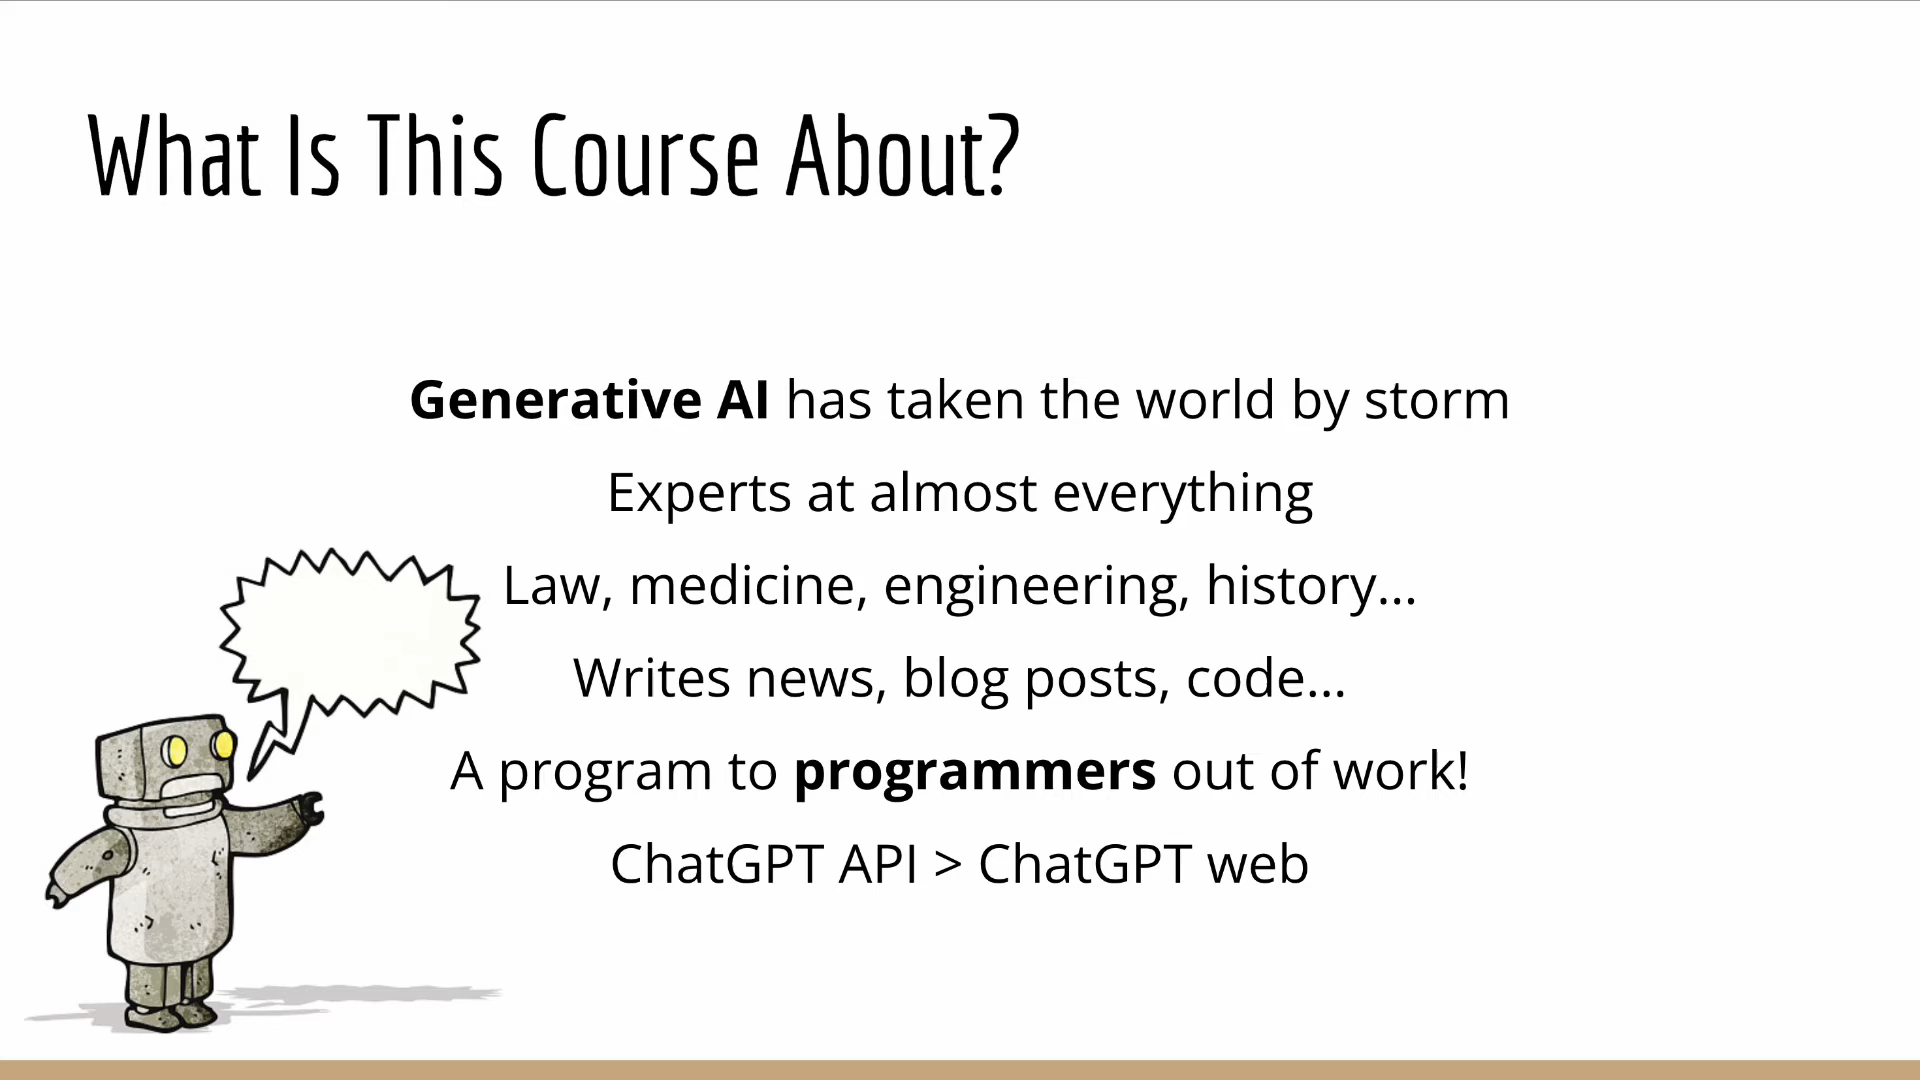 What Is This Course About?
Generative AI has taken the world by storm
Experts at almost everything
Law, medicine, engineering, history...
Writes news, blog posts, code...
A program to programmers out of work!
ChatGPT API > ChatGPT web